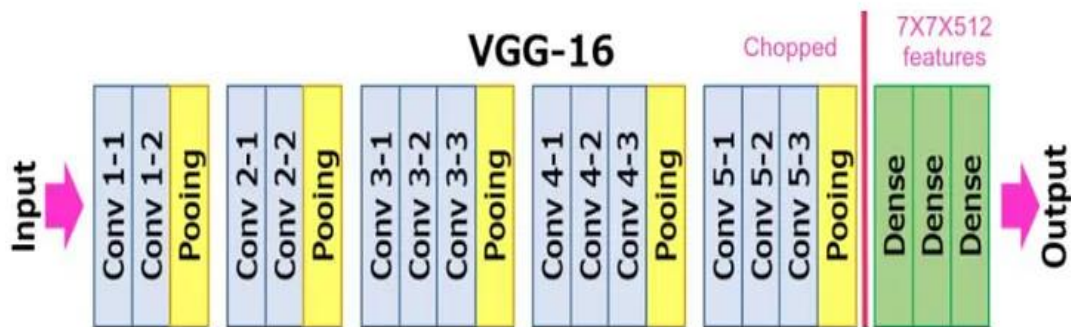 VGG-16
Chopped
7X7X512
features
Input
Conv 1-1
Conv 1-2
Pooing
Conv 2-1
Conv 2-2
Pooing
Conv 3-1
Conv 3-2
Conv 3-3
Pooing
Conv 4-1
Conv 4-2
Conv 4-3
Pooing
Conv 5-1
Conv 5-2
Conv 5-3
Pooing
Dense
Dense
Dense
Output